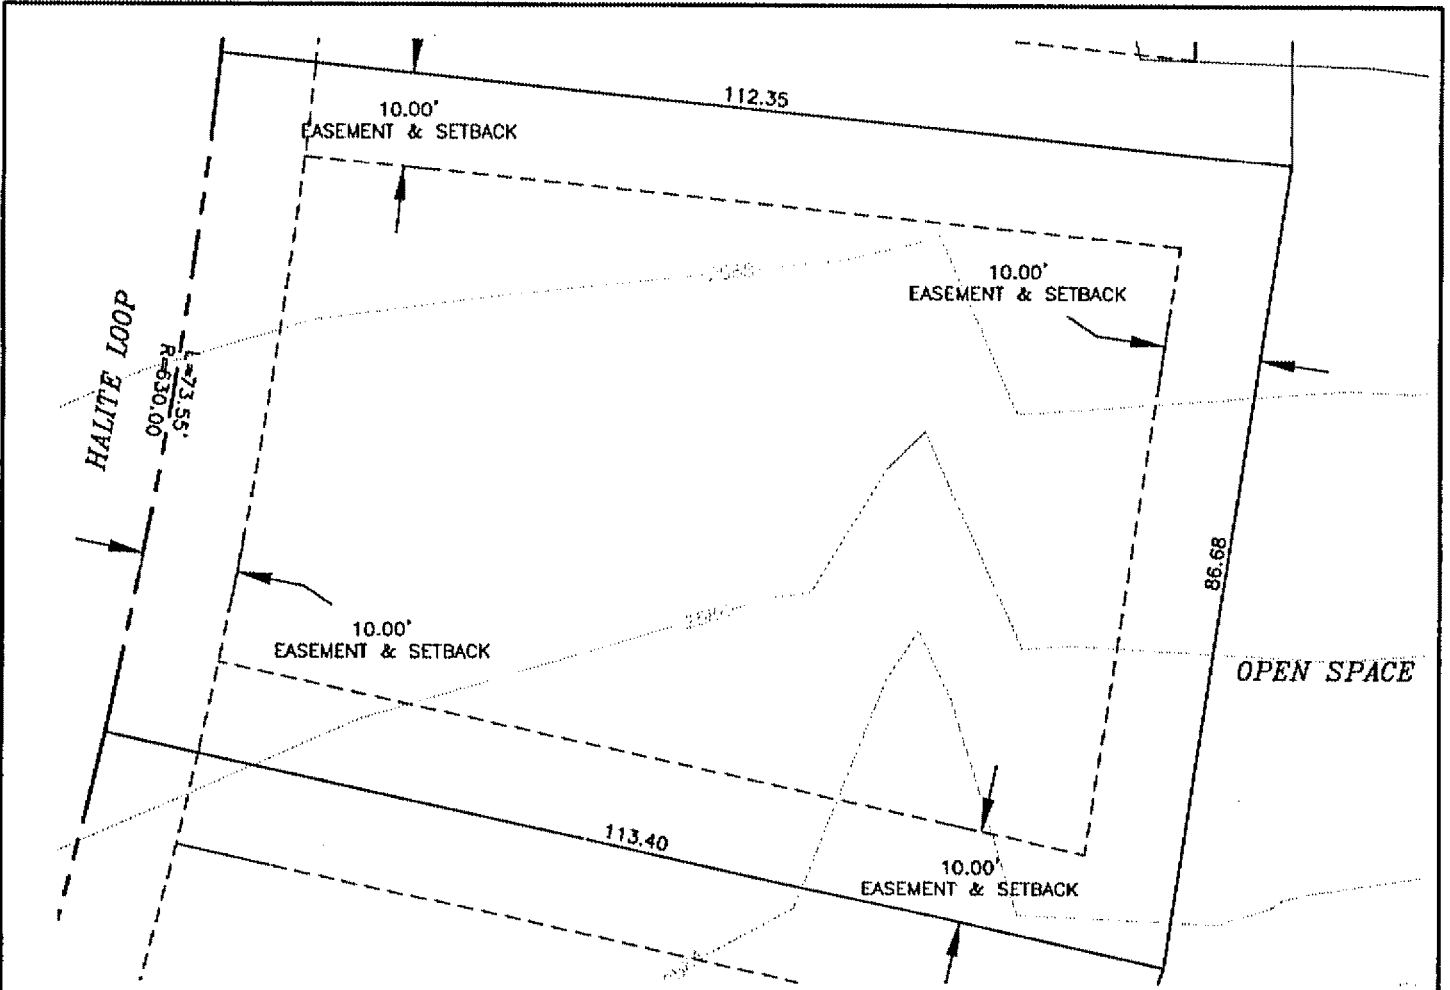 112.35
10.00'
EASEMENT & SETBACK
10.00'
EASEMENT & SETBACK
HALITE LOOP
L=73.55'
R=630.00
86.68
10.00'
EASEMENT & SETBACK
OPEN SPACE
113.40
10.00'
EASEMENT & SETBACK